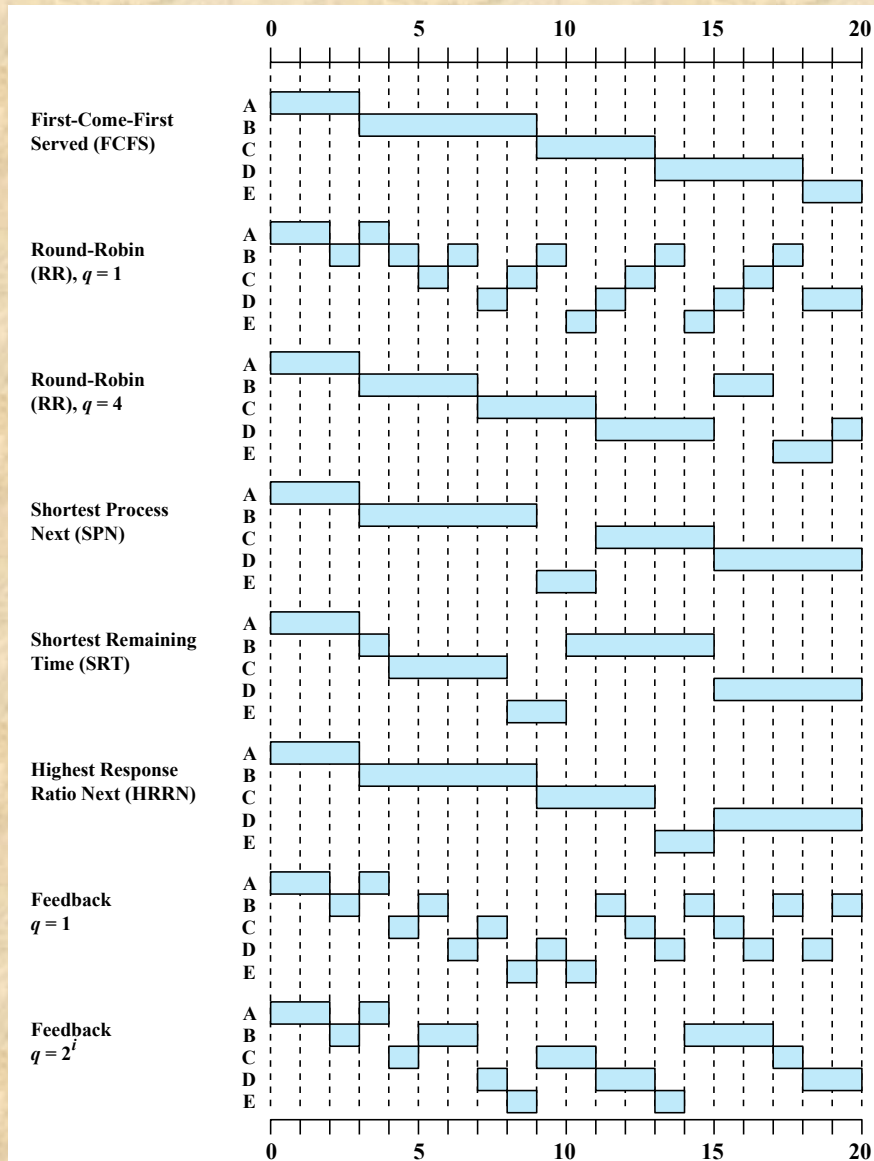 0 5 10 15 20
First-Come-First
Served (FCFS)
A
B
C
D
E
Round-Robin
(RR), q = 1
A
B
C
D
E
Round-Robin
(RR), q = 4
A
B
C
D
E
Shortest Process
Next (SPN)
A
B
C
D
E
Shortest Remaining
Time (SRT)
A
B
C
D
E
Highest Response
Ratio Next (HRRN)
A
B
C
D
E
Feedback
q = 1
A
B
C
D
E
Feedback
q = 2^i
A
B
C
D
E
0 5 10 15 20